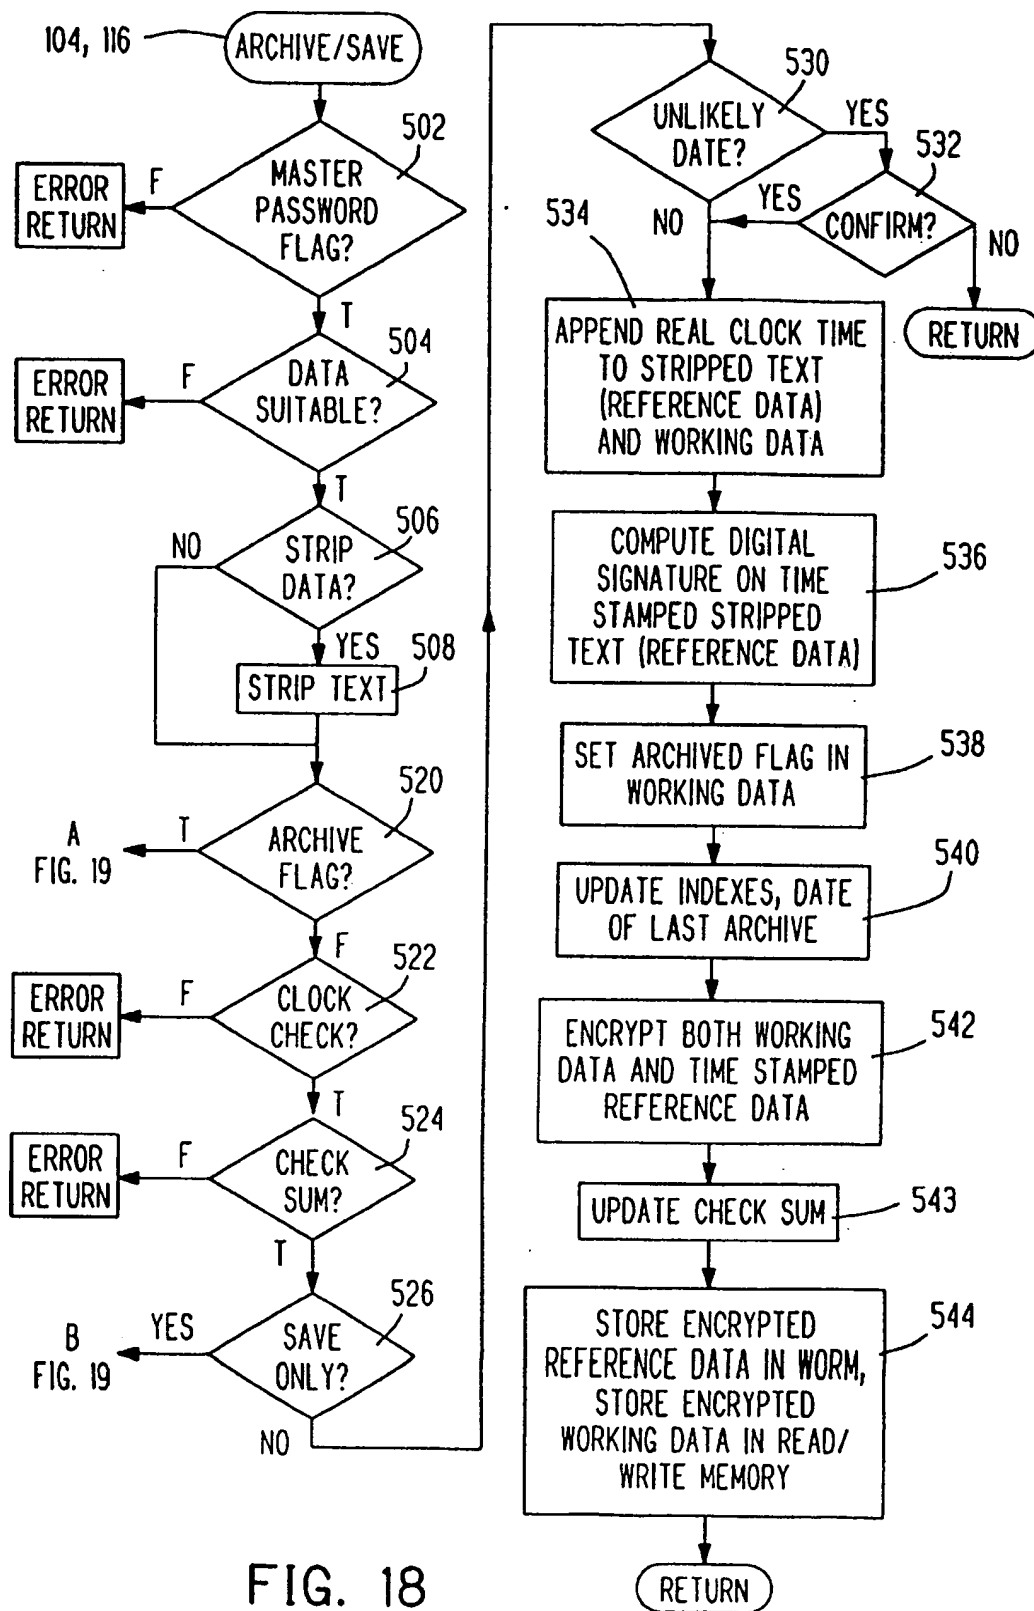 104, 116
ARCHIVE/SAVE
502
MASTER
PASSWORD
FLAG?
F
ERROR
RETURN
T
504
DATA
SUITABLE?
F
ERROR
RETURN
T
506
STRIP
DATA?
NO
YES
508
STRIP TEXT
520
ARCHIVE
FLAG?
T
A
FIG. 19
F
522
CLOCK
CHECK?
F
ERROR
RETURN
T
524
CHECK
SUM?
F
ERROR
RETURN
T
526
SAVE
ONLY?
YES
B
FIG. 19
NO
530
UNLIKELY
DATE?
YES
532
CONFIRM?
YES
NO
NO
RETURN
534
APPEND REAL CLOCK TIME
TO STRIPPED TEXT
(REFERENCE DATA)
AND WORKING DATA
COMPUTE DIGITAL
SIGNATURE ON TIME
STAMPED STRIPPED
TEXT (REFERENCE DATA)
536
SET ARCHIVED FLAG IN
WORKING DATA
538
UPDATE INDEXES, DATE
OF LAST ARCHIVE
540
ENCRYPT BOTH WORKING
DATA AND TIME STAMPED
REFERENCE DATA
542
UPDATE CHECK SUM
543
STORE ENCRYPTED
REFERENCE DATA IN WORM,
STORE ENCRYPTED
WORKING DATA IN READ/
WRITE MEMORY
544
RETURN
FIG. 18